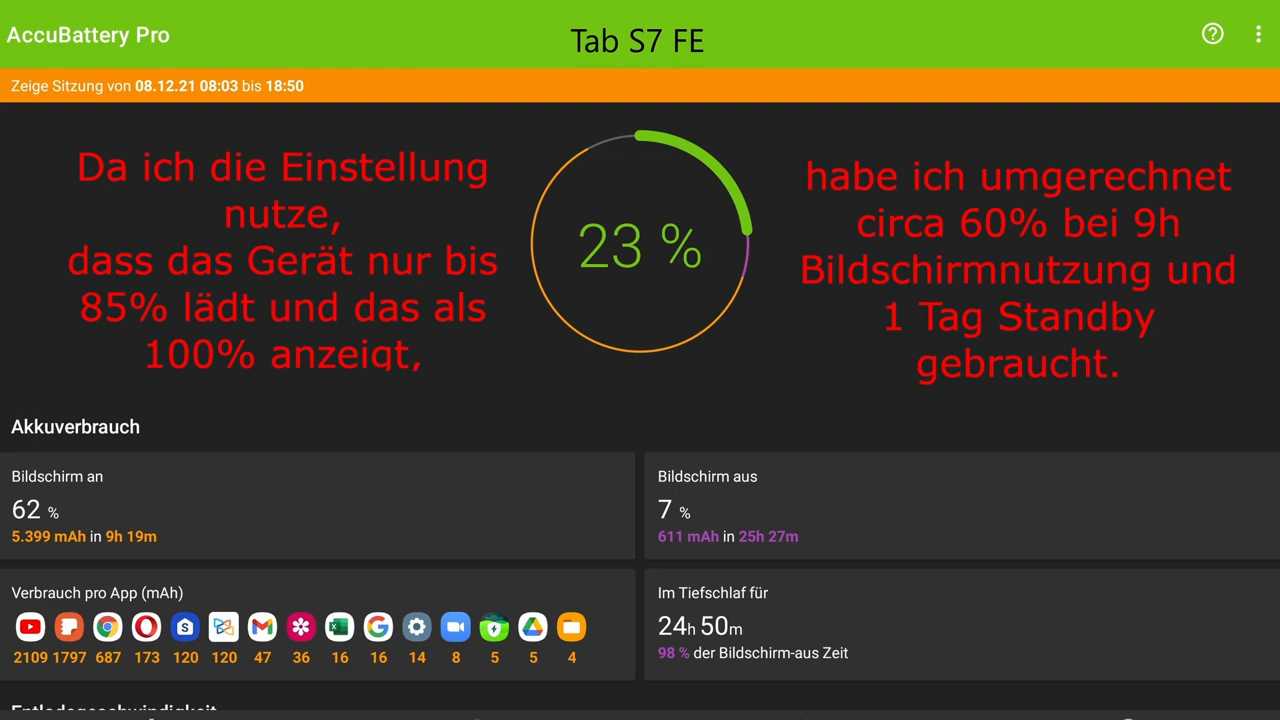 AccuBattery Pro
Tab S7 FE
Zeige Sitzung von 08.12.21 08:03 bis 18:50
Da ich die Einstellung
nutze,
dass das Gerät nur bis
85% lädt und das als
100% anzeigt,
23 %
habe ich umgerechnet
circa 60% bei 9h
Bildschirmnutzung und
1 Tag Standby
gebraucht.
Akkuverbrauch
Bildschirm an
62 %
5.399 mAh in 9h 19m
Bildschirm aus
7 %
611 mAh in 25h 27m
Verbrauch pro App (mAh)
S
2109 1797 687 173 120 120 47 36 16 16 14 8 5 5 4
Im Tiefschlaf für
24h 50m
98 % der Bildschirm-aus Zeit
Entladegeschwindigkeit